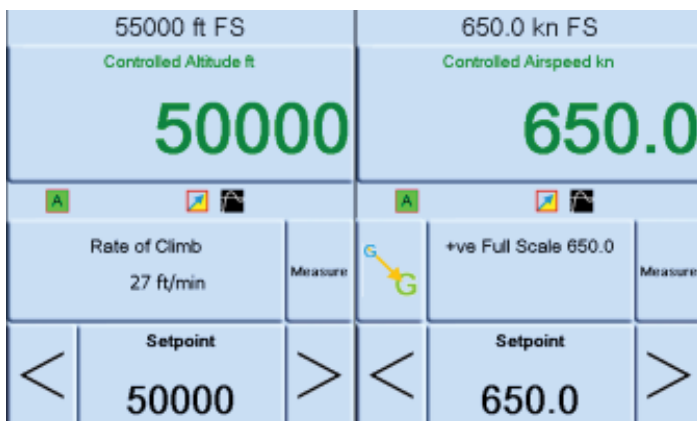 55000 ft FS
650.0 kn FS
Controlled Altitude ft
Controlled Airspeed kn
50000
650.0
A
A
Rate of Climb
27 ft/min
Measure
G
G
+ve Full Scale 650.0
Measure
<
Setpoint
50000
>
<
Setpoint
650.0
>